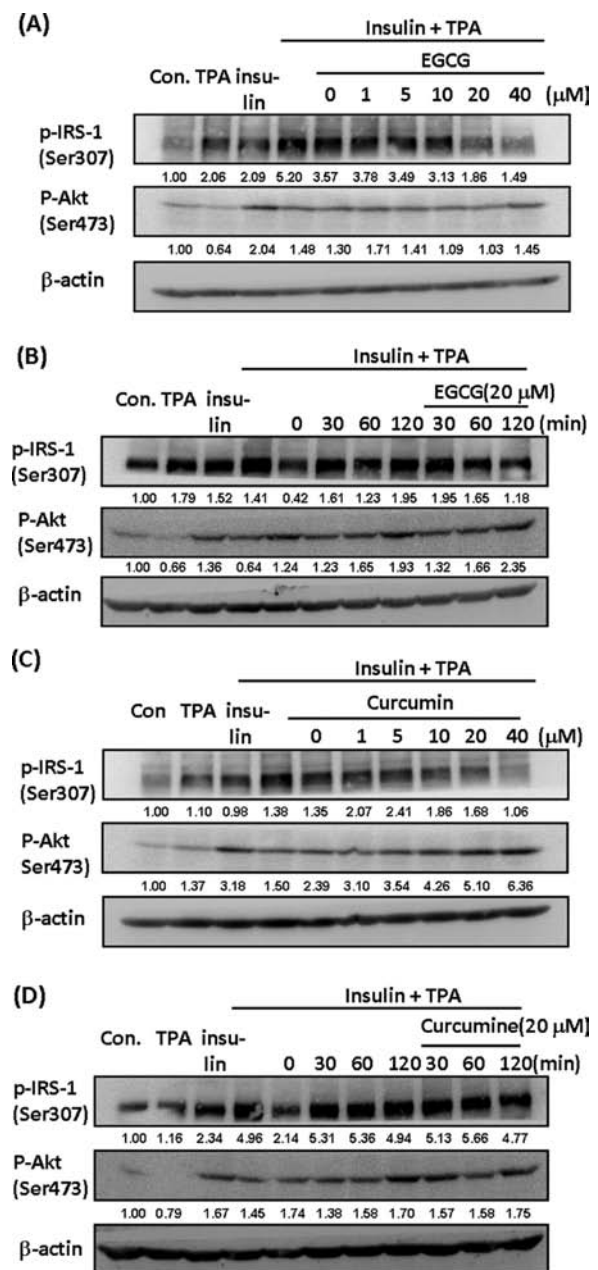 (A)
Insulin + TPA
EGCG
Con. TPA insu-
lin
0 1 5 10 20 40 (μM)
p-IRS-1
(Ser307)
1.00 2.06 2.09 5.20 3.57 3.78 3.49 3.13 1.86 1.49
P-Akt
(Ser473)
1.00 0.64 2.04 1.48 1.30 1.71 1.41 1.09 1.03 1.45
β-actin
(B)
Insulin + TPA
EGCG(20 μM)
Con. TPA insu-
lin
0 30 60 120 30 60 120 (min)
p-IRS-1
(Ser307)
1.00 1.79 1.52 1.41 0.42 1.61 1.23 1.95 1.95 1.65 1.18
P-Akt
(Ser473)
1.00 0.66 1.36 0.64 1.24 1.23 1.65 1.93 1.32 1.66 2.35
β-actin
(C)
Insulin + TPA
Curcumin
Con TPA insu-
lin
0 1 5 10 20 40 (μM)
p-IRS-1
(Ser307)
1.00 1.10 0.98 1.38 1.35 2.07 2.41 1.86 1.68 1.06
P-Akt
Ser473)
1.00 1.37 3.18 1.50 2.39 3.10 3.54 4.26 5.10 6.36
β-actin
(D)
Insulin + TPA
Curcumine(20 μM)
Con. TPA insu-
lin
0 30 60 120 30 60 120(min)
p-IRS-1
(Ser307)
1.00 1.16 2.34 4.96 2.14 5.31 5.36 4.94 5.13 5.66 4.77
P-Akt
(Ser473)
1.00 0.79 1.67 1.45 1.74 1.38 1.58 1.70 1.57 1.58 1.75
β-actin